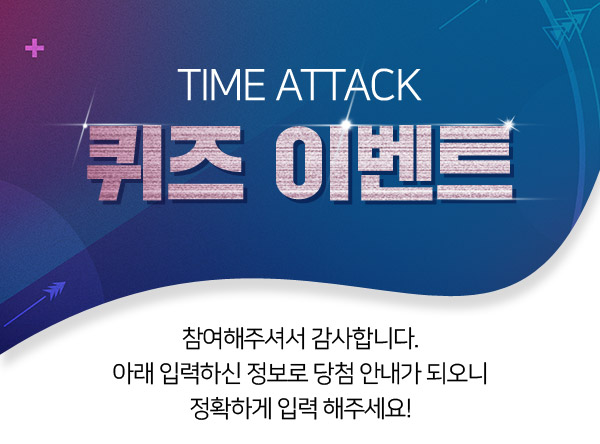 TIME ATTACK
퀴즈 이벤트
참여해주셔서 감사합니다.
아래 입력하신 정보로 당첨 안내가 되오니
정확하게 입력 해주세요!